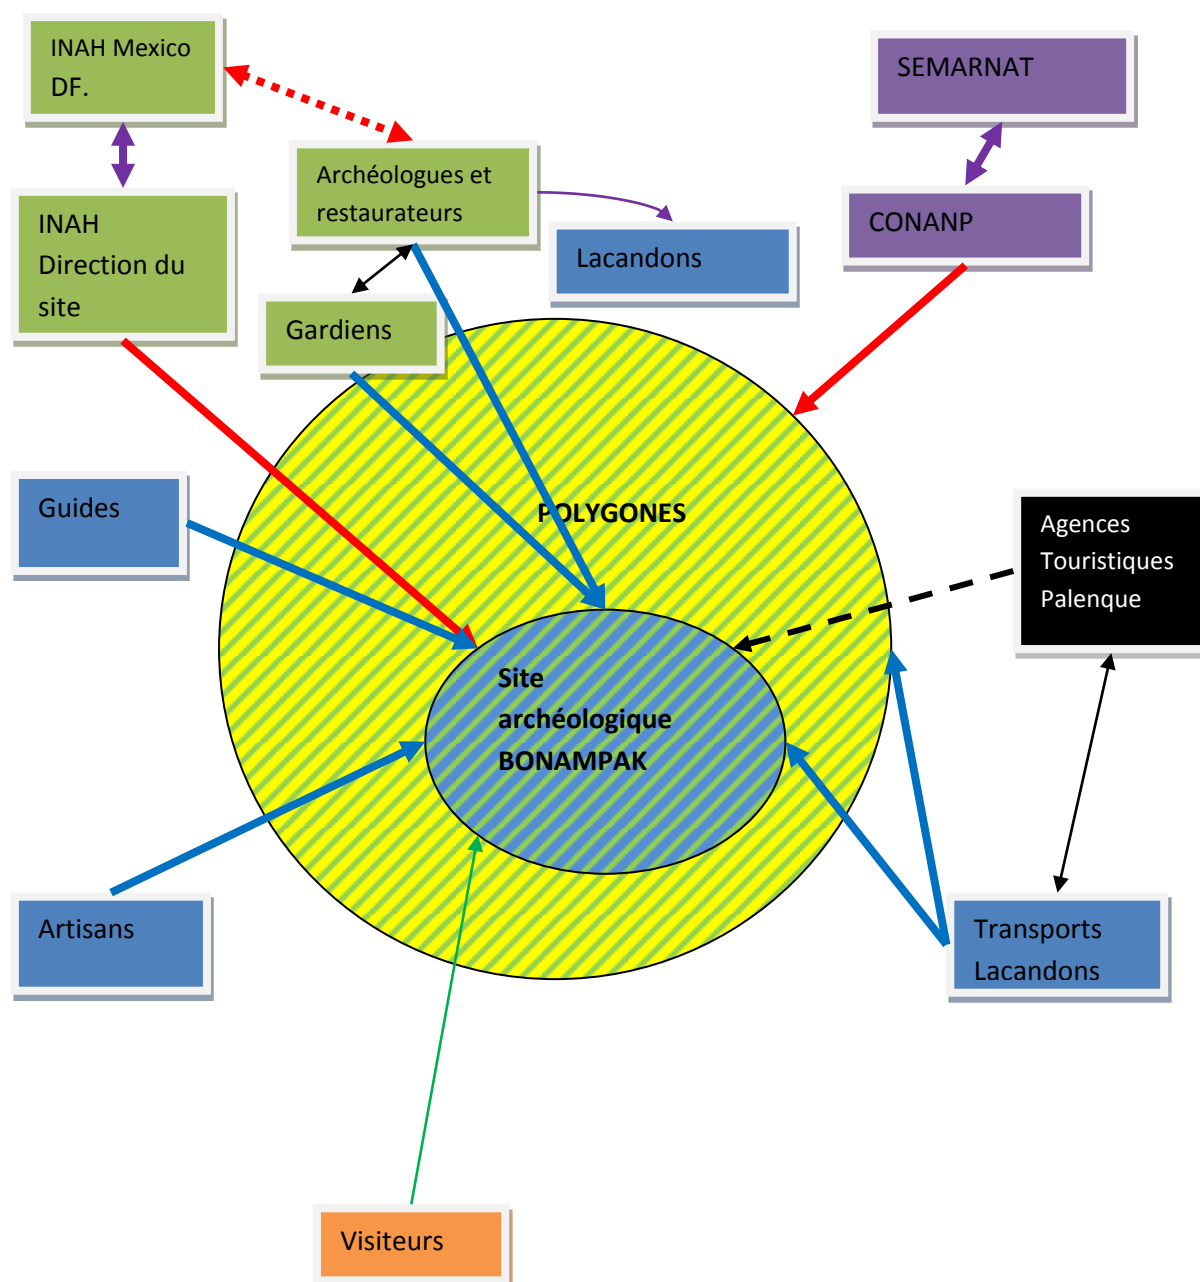 INAH Mexico
DF.
SEMARNAT
Archéologues et
restaurateurs
INAH
Direction du
site
CONANP
Lacandons
Gardiens
Guides
POLYGONES
Agences
Touristiques
Palenque
Site
archéologique
BONAMPAK
Artisans
Transports
Lacandons
Visiteurs